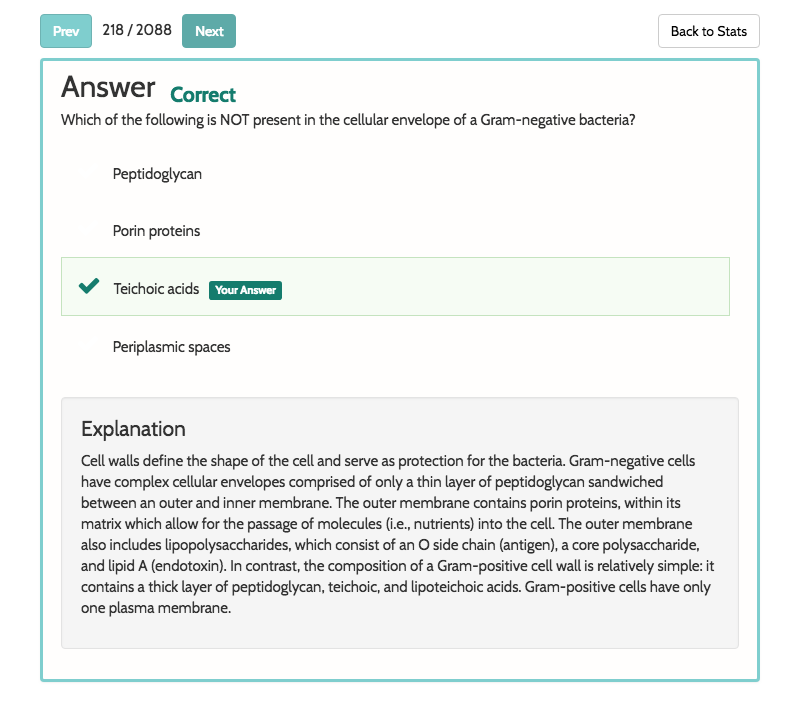 Prev 218 / 2088 Next Back to Stats
Answer Correct
Which of the following is NOT present in the cellular envelope of a Gram-negative bacteria?
Peptidoglycan
Porin proteins
Teichoic acids Your Answer
Periplasmic spaces
Explanation
Cell walls define the shape of the cell and serve as protection for the bacteria. Gram-negative cells
have complex cellular envelopes comprised of only a thin layer of peptidoglycan sandwiched
between an outer and inner membrane. The outer membrane contains porin proteins, within its
matrix which allow for the passage of molecules (i.e., nutrients) into the cell. The outer membrane
also includes lipopolysaccharides, which consist of an O side chain (antigen), a core polysaccharide,
and lipid A (endotoxin). In contrast, the composition of a Gram-positive cell wall is relatively simple: it
contains a thick layer of peptidoglycan, teichoic, and lipoteichoic acids. Gram-positive cells have only
one plasma membrane.